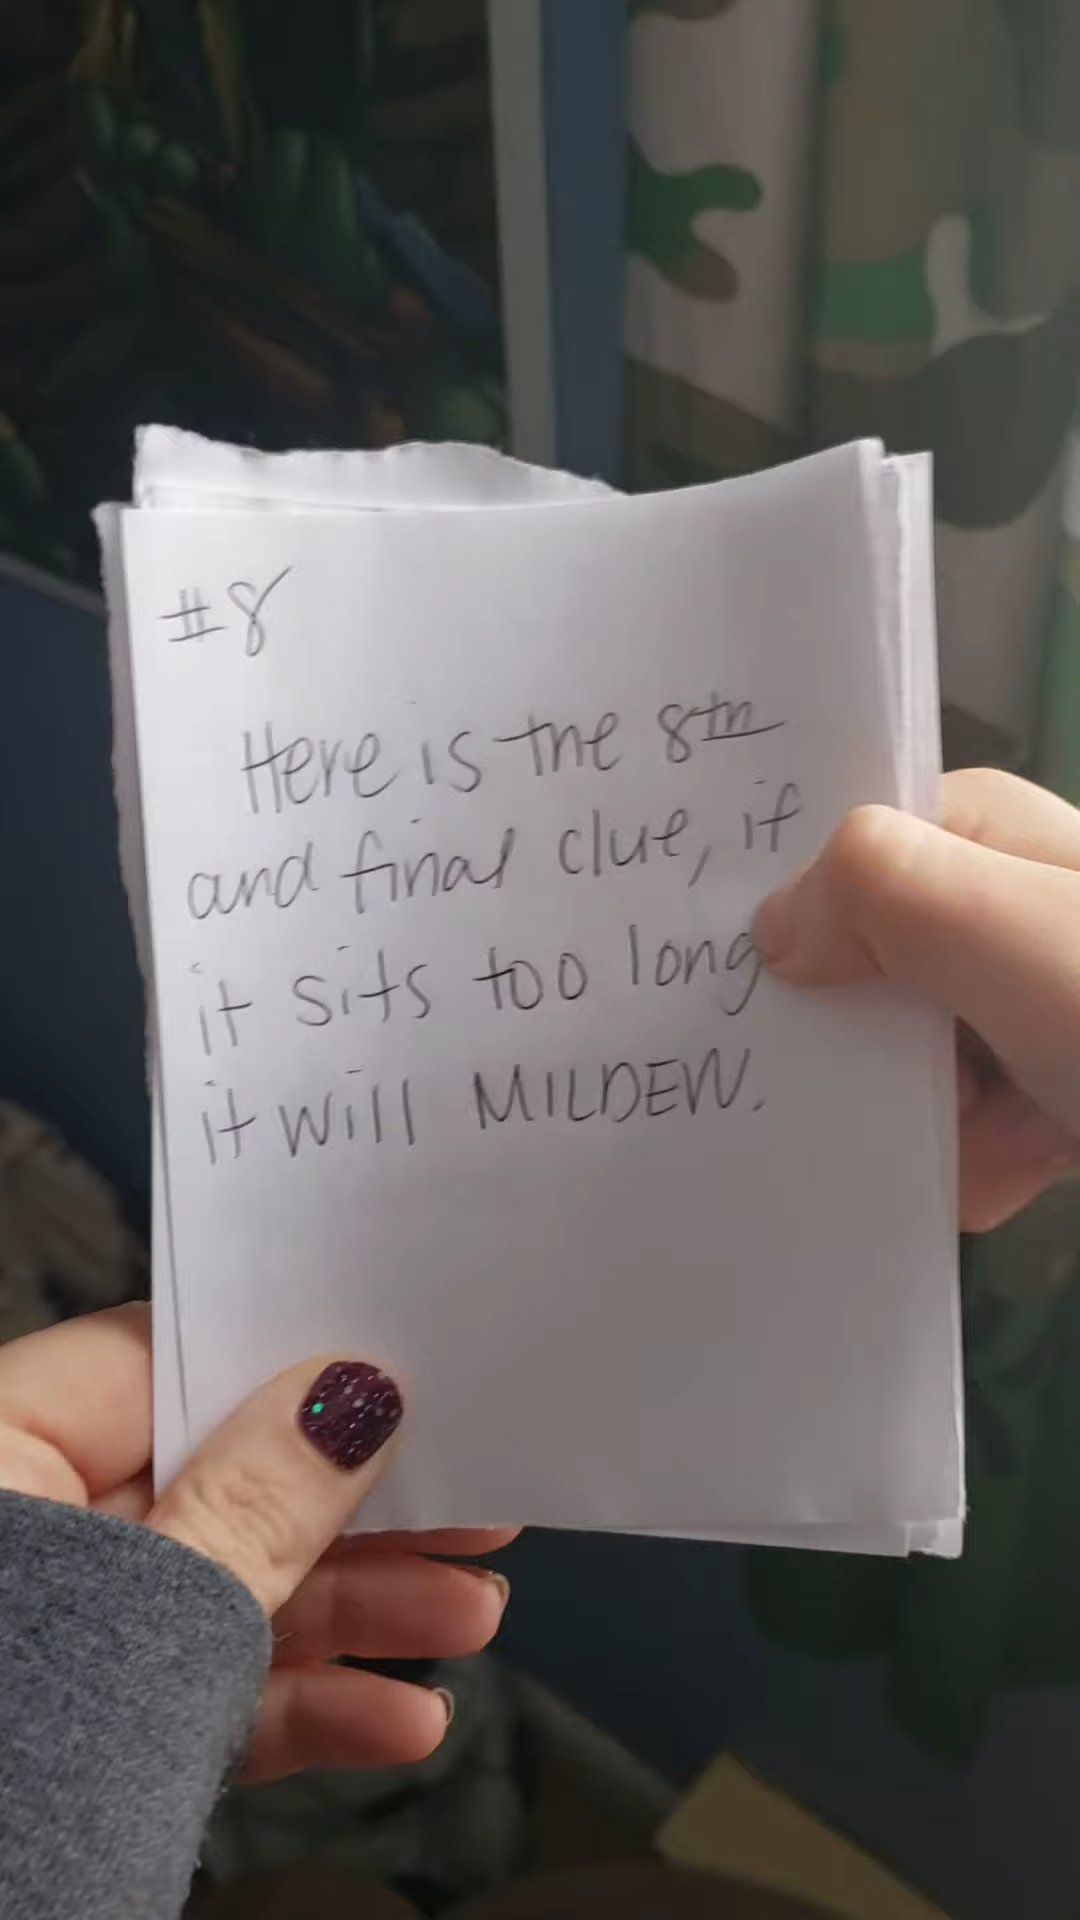 #8
Here is the 8th
and final clue, if
it sits too long
it will MILDEW.